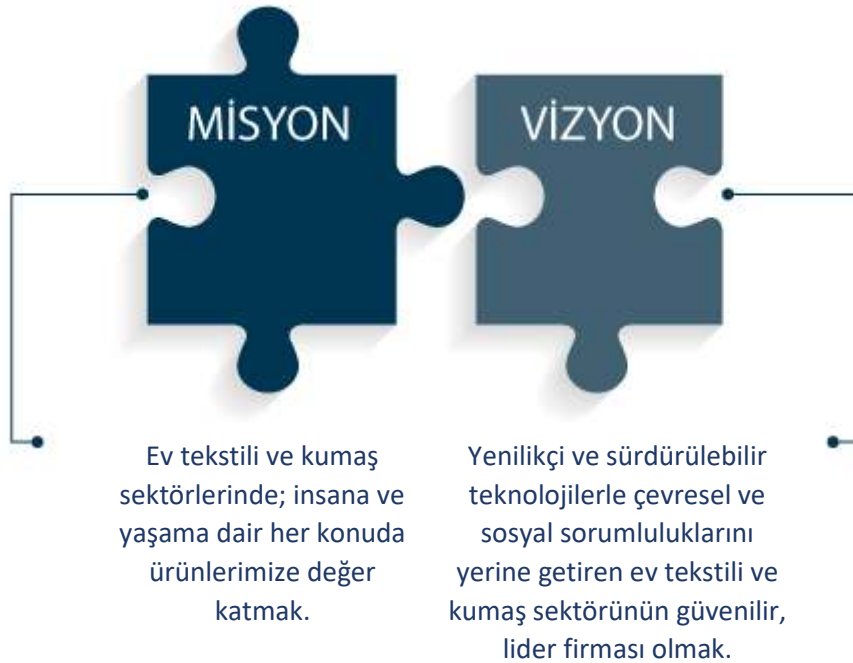 MİSYON
Ev tekstili ve kumaş
sektörlerinde; insana ve
yaşama dair her konuda
ürünlerimize değer
katmak.
VİZYON
Yenilikçi ve sürdürülebilir
teknolojilerle çevresel ve
sosyal sorumluluklarını
yerine getiren ev tekstili ve
kumaş sektörünün güvenilir,
lider firması olmak.